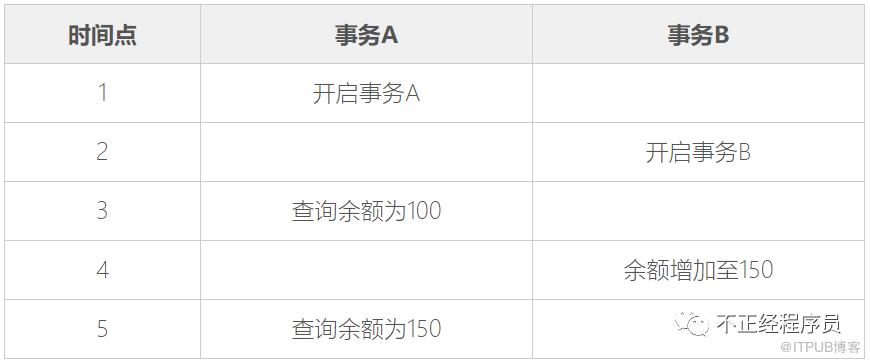 时间点 事务A 事务B
1 开启事务A
2 开启事务B
3 查询余额为100
4 余额增加至150
5 查询余额为150
不正经程序员
@ITPUB博客